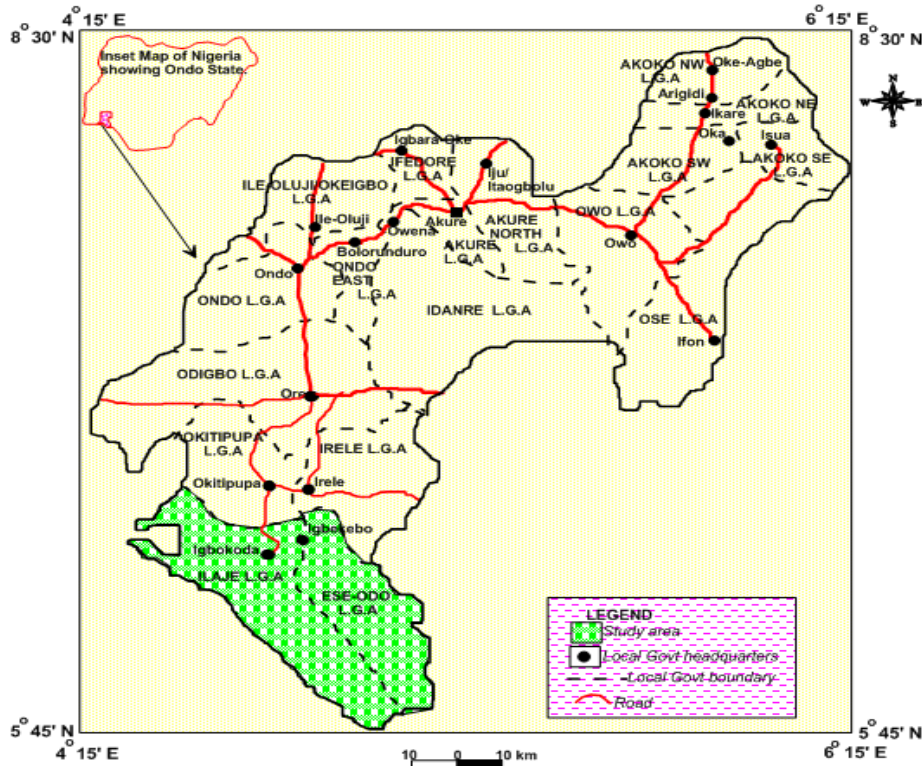 4° 15' E
6° 15' E
8° 30' N
8° 30' N
Inset Map of Nigeria
showing Ondo State.
N
W E
S
AKOKO NW
L.G.A
Oke-Agbe
Arigidi
Ikare
AKOKO NE
L.G.A
Oka
Isua
AKOKO SW
L.G.A
AKOKO SE
L.G.A
Igbara-Oke
IFEDORE
L.G.A
Iju/
Itaogbolu
ILE-OLUJI/OKEIGBO
L.G.A
Ile-Oluji
Owena
Akure
AKURE
NORTH
L.G.A
OWO L.G.A
Owo
Bolorunduro
AKURE
L.G.A
Ondo
ONDO
EAST
L.G.A
ONDO L.G.A
IDANRE L.G.A
OSE L.G.A
Ifon
ODIGBO L.G.A
Ore
OKITIPUPA
L.G.A
IRELE L.G.A
Okitipupa
Irele
Igbekebo
Igbokoda
ILAJE L.G.A
ESE-ODO
L.G.A
LEGEND
Study area
Local Govt headquarters
Local Govt boundary
Road
5° 45' N
5° 45' N
4° 15' E
6° 15' E
10 0 10 km